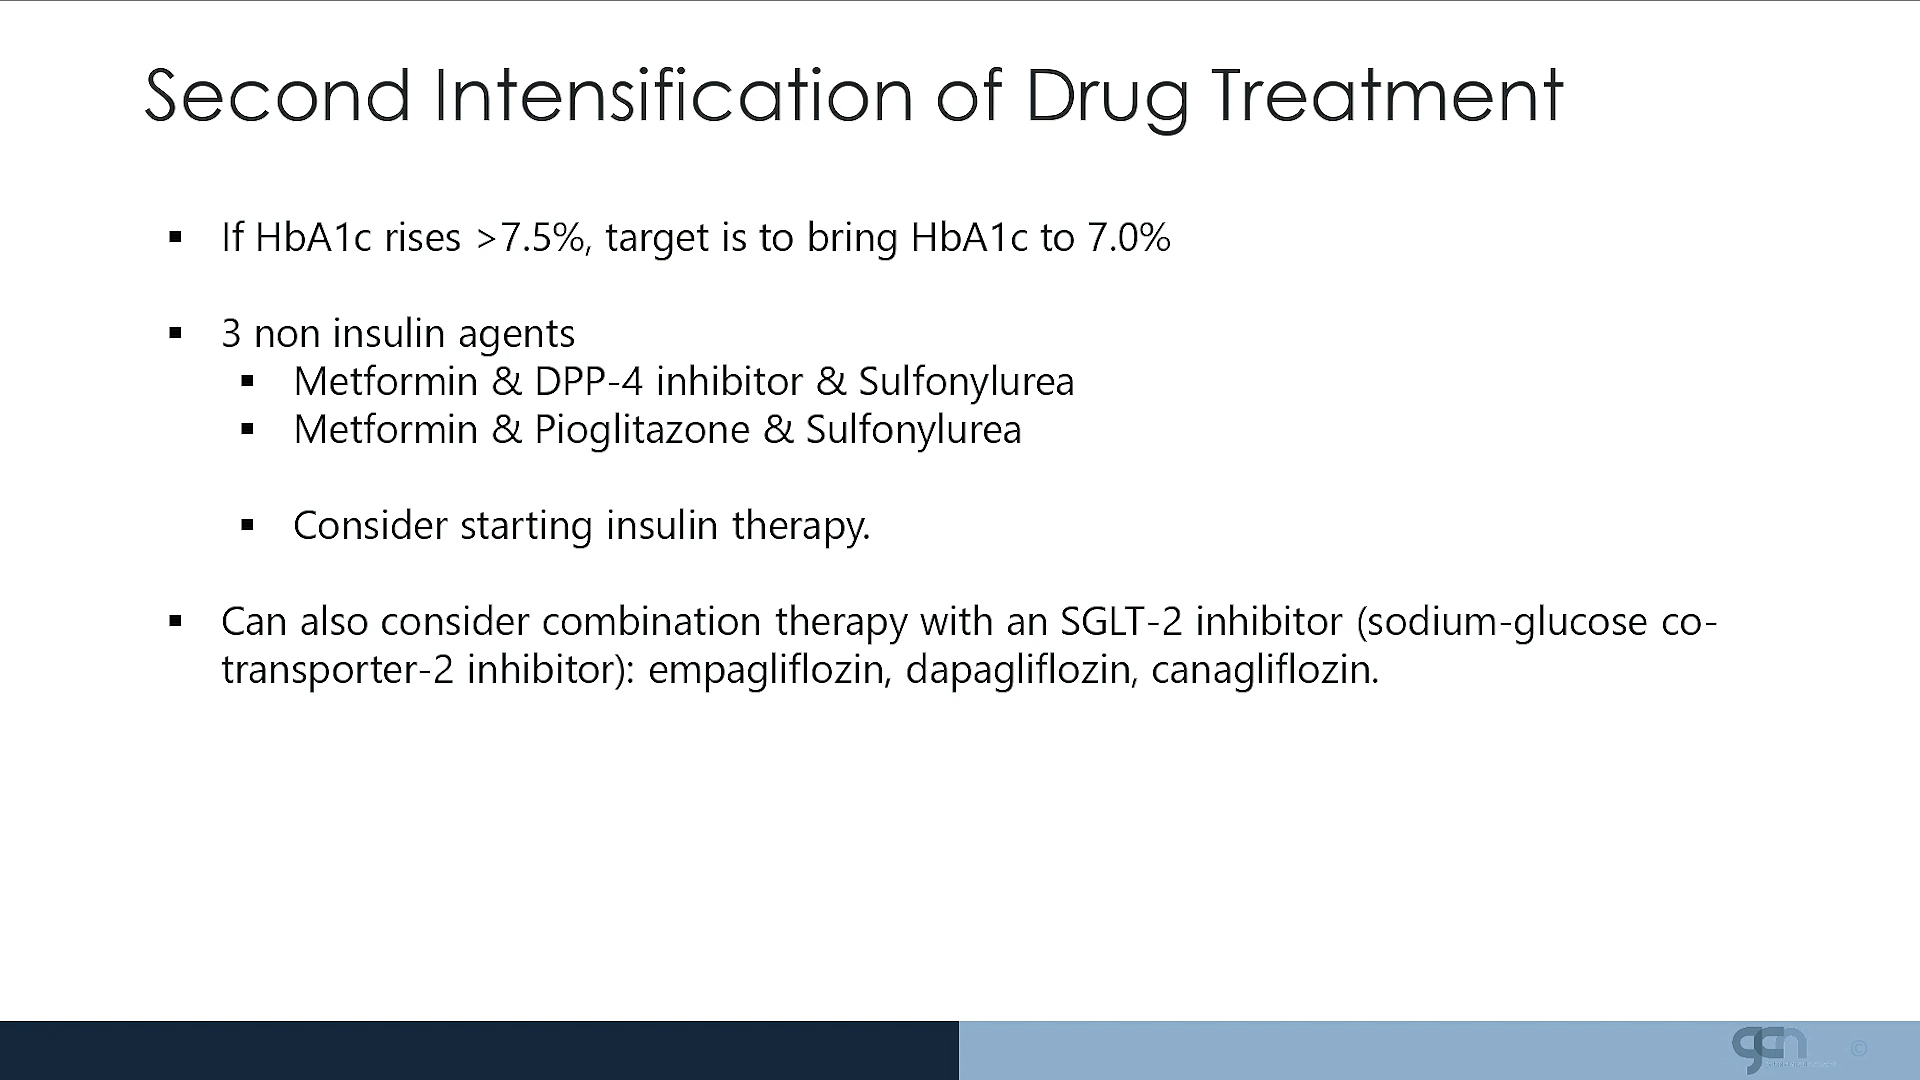 Second Intensification of Drug Treatment
▪ If HbA1c rises >7.5%, target is to bring HbA1c to 7.0%
▪ 3 non insulin agents
▪ Metformin & DPP-4 inhibitor & Sulfonylurea
▪ Metformin & Pioglitazone & Sulfonylurea
▪ Consider starting insulin therapy.
▪ Can also consider combination therapy with an SGLT-2 inhibitor (sodium-glucose co-
transporter-2 inhibitor): empagliflozin, dapagliflozin, canagliflozin.
gcn ©